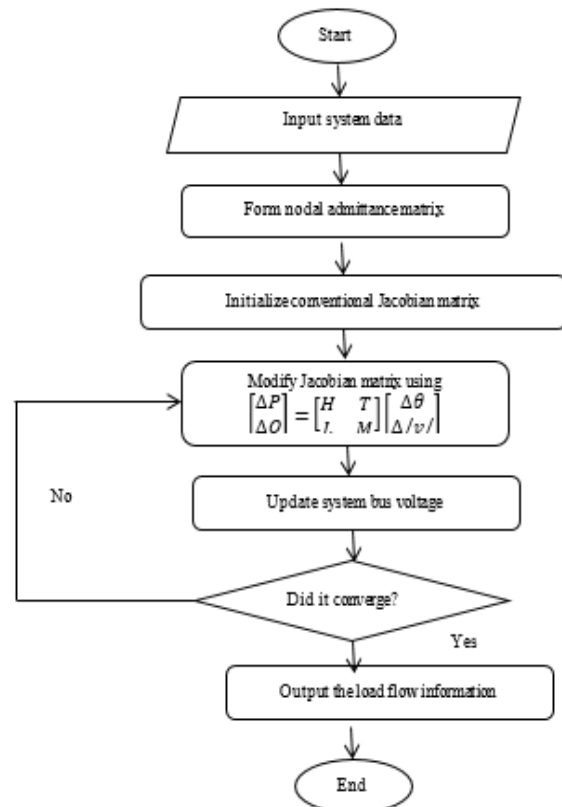 Start
Input system data
Form nodal admittance matrix
Initialize conventional Jacobian matrix
Modify Jacobian matrix using
[ΔP ΔQ] = [H T L M] [Δθ Δ/v/]
Update system bus voltage
No
Did it converge?
Yes
Output the load flow information
End